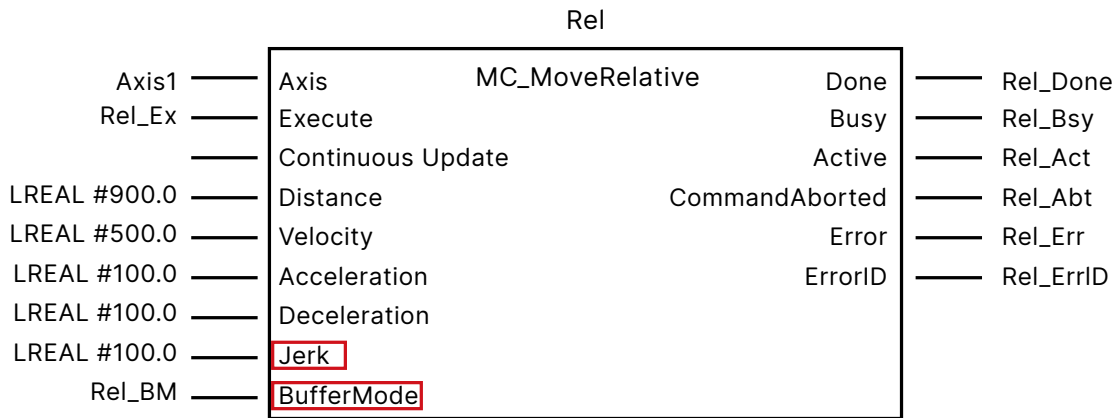 Rel
MC_MoveRelative
Axis1 Axis Done Rel_Done
Rel_Ex Execute Busy Rel_Bsy
Continuous Update Active Rel_Act
LREAL #900.0 Distance CommandAborted Rel_Abt
LREAL #500.0 Velocity Error Rel_Err
LREAL #100.0 Acceleration ErrorID Rel_ErrID
LREAL #100.0 Deceleration
LREAL #100.0 Jerk
Rel_BM BufferMode